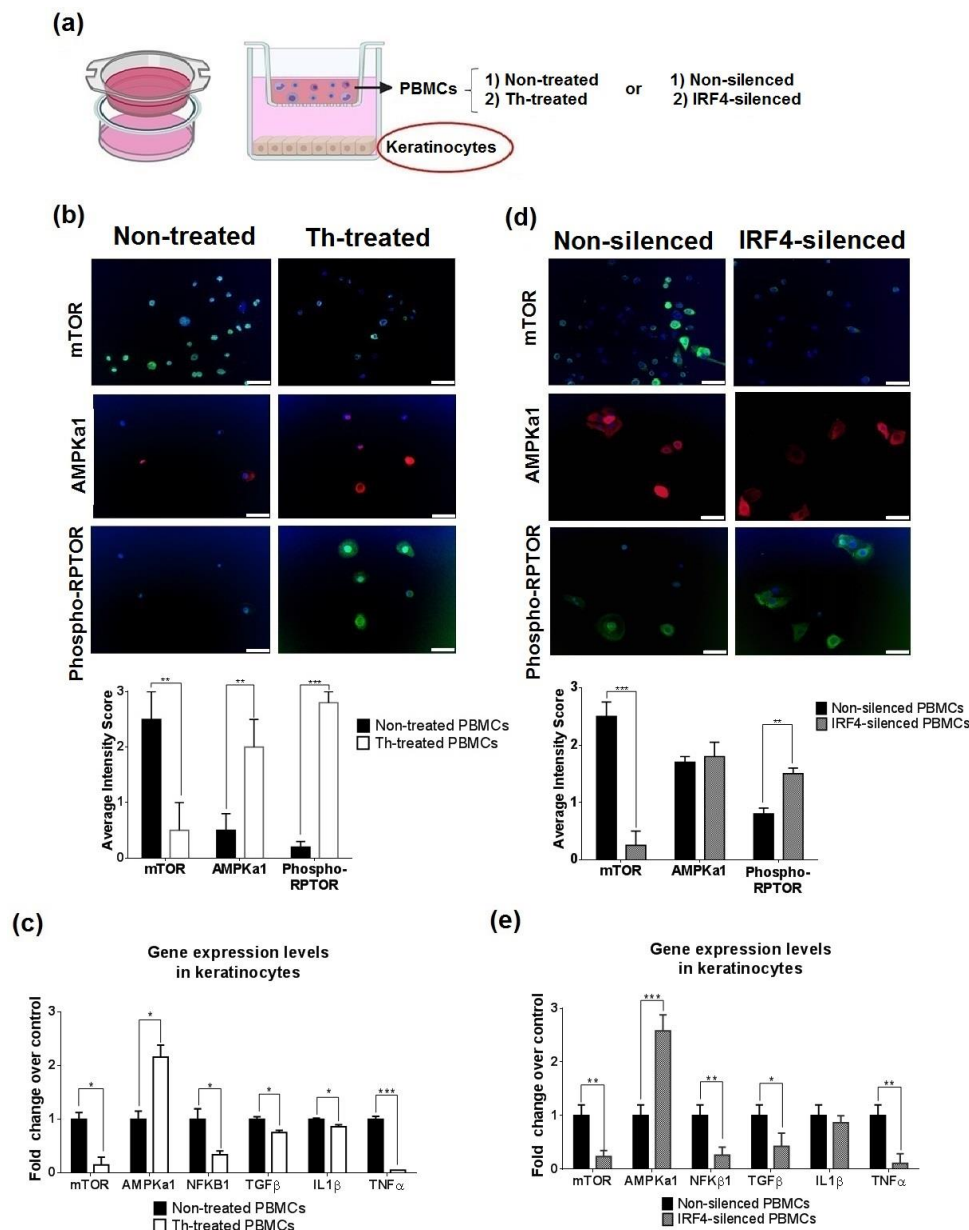 (a)
PBMCs
1) Non-treated
2) Th-treated
or
1) Non-silenced
2) IRF4-silenced
Keratinocytes
(b)
Non-treated Th-treated
mTOR
AMPKa1
Phospho-RPTOR
Average Intensity Score
3
2
1
0
** ** ***
Non-treated PBMCs
Th-treated PBMCs
mTOR AMPKa1 Phospho-
RPTOR
(d)
Non-silenced IRF4-silenced
mTOR
AMPKa1
Phospho-RPTOR
Average Intensity Score
3
2
1
0
*** **
Non-silenced PBMCs
IRF4-silenced PBMCs
mTOR AMPKa1 Phospho-
RPTOR
(c)
Gene expression levels
in keratinocytes
Fold change over control
3
2
1
0
* * * * * ***
mTOR AMPKa1 NFKB1 TGFβ IL1β TNFα
Non-treated PBMCs
Th-treated PBMCs
(e)
Gene expression levels
in keratinocytes
Fold change over control
3
2
1
0
** *** ** * **
mTOR AMPKa1 NFKβ1 TGFβ IL1β TNFα
Non-silenced PBMCs
IRF4-silenced PBMCs